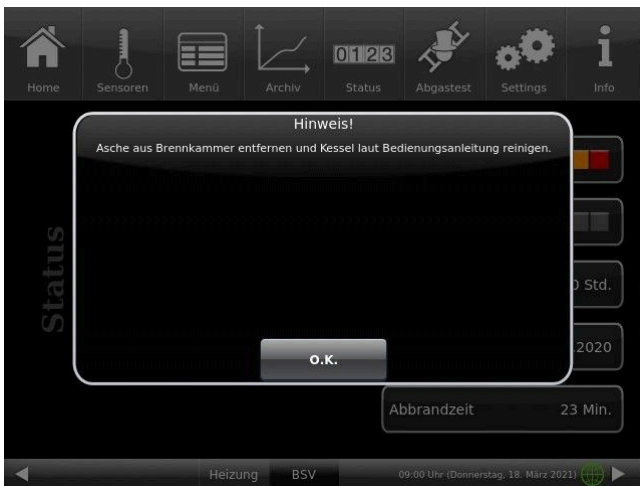 Home Sensoren Menü Archiv 0123 Status Abgastest Settings Info
Hinweis!
Asche aus Brennkammer entfernen und Kessel laut Bedienungsanleitung reinigen.
Status
Std.
.2020
O.K.
Abbrandzeit 23 Min.
Heizung BSV 09:00 Uhr (Donnerstag, 18. März 2021)